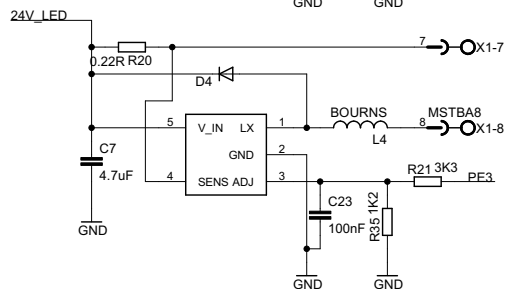 GND GND
24V_LED
7 X1-7
0.22R R20
D4
BOURNS MSTBA8
5 V_IN LX 1 8 X1-8
L4
C7
4.7uF
GND 2
R21 3K3 PE3
4 SENS ADJ 3
C23
100nF
R35 1K2
GND
GND GND